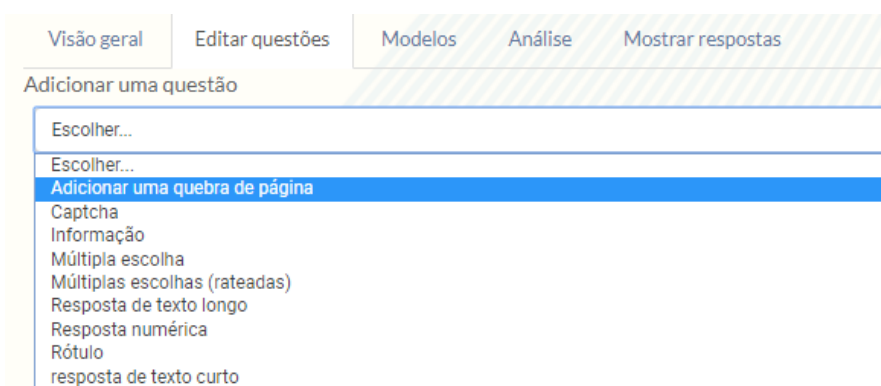 Visão geral Editar questões Modelos Análise Mostrar respostas
Adicionar uma questão
Escolher...
Escolher...
Adicionar uma quebra de página
Captcha
Informação
Múltipla escolha
Múltiplas escolhas (rateadas)
Resposta de texto longo
Resposta numérica
Rótulo
resposta de texto curto